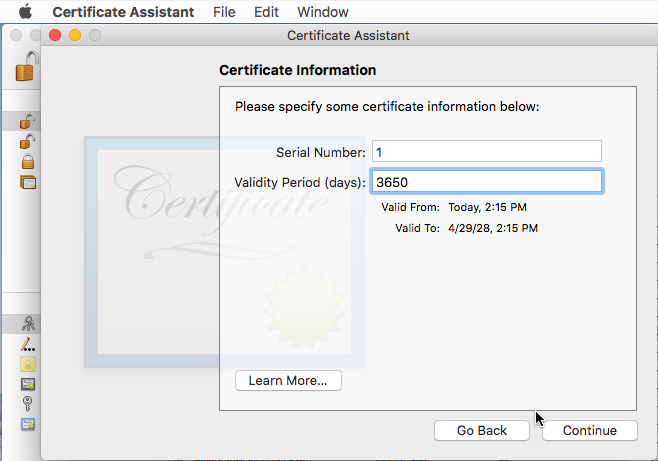 Certificate Assistant File Edit Window
Certificate Assistant
Certificate Information
Please specify some certificate information below:
Serial Number: 1
Validity Period (days): 3650
Valid From: Today, 2:15 PM
Valid To: 4/29/28, 2:15 PM
Certificate
Learn More...
Go Back Continue